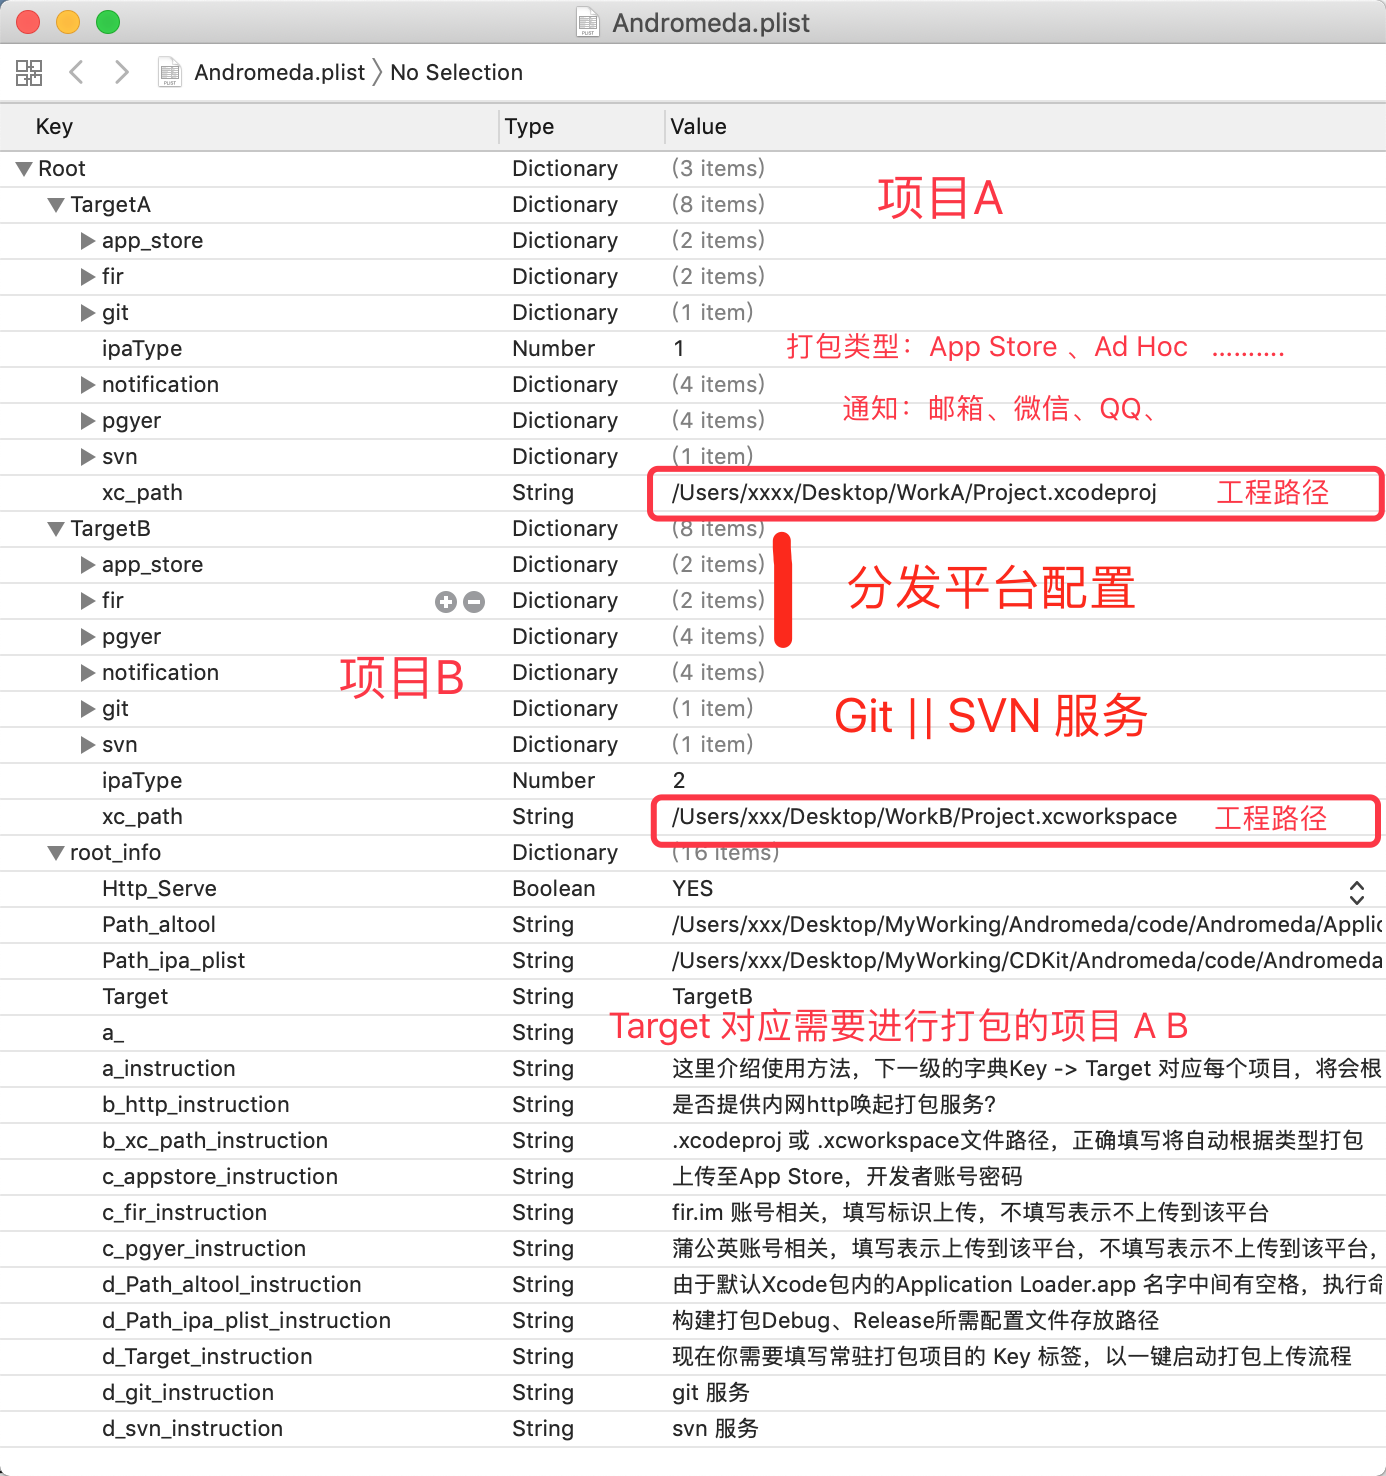 Andromeda.plist
Andromeda.plist 〉 No Selection
Key Type Value
Root Dictionary (3 items)
项目A
TargetA Dictionary (8 items)
app_store Dictionary (2 items)
fir Dictionary (2 items)
git Dictionary (1 item)
ipaType Number 1 打包类型：App Store 、Ad Hoc ..........
notification Dictionary (4 items)
通知：邮箱、微信、QQ、
pgyer Dictionary (4 items)
svn Dictionary (1 item)
xc_path String /Users/xxxx/Desktop/WorkA/Project.xcodeproj 工程路径
TargetB Dictionary (8 items)
app_store Dictionary (2 items)
分发平台配置
fir Dictionary (2 items)
pgyer Dictionary (4 items)
项目B
notification Dictionary (4 items)
git Dictionary (1 item)
Git || SVN 服务
svn Dictionary (1 item)
ipaType Number 2
xc_path String /Users/xxx/Desktop/WorkB/Project.xcworkspace 工程路径
root_info Dictionary (16 items)
Http_Serve Boolean YES
Path_altool String /Users/xxx/Desktop/MyWorking/Andromeda/code/Andromeda/Applic
Path_ipa_plist String /Users/xxx/Desktop/MyWorking/CDKit/Andromeda/code/Andromeda
Target String TargetB
Target 对应需要进行打包的项目 A B
a_ String
a_instruction String 这里介绍使用方法，下一级的字典Key -> Target 对应每个项目，将会根
b_http_instruction String 是否提供内网http唤起打包服务？
b_xc_path_instruction String .xcodeproj 或 .xcworkspace文件路径，正确填写将自动根据类型打包
c_appstore_instruction String 上传至App Store，开发者账号密码
c_fir_instruction String fir.im 账号相关，填写标识上传，不填写表示不上传到该平台
c_pgyer_instruction String 蒲公英账号相关，填写表示上传到该平台，不填写表示不上传到该平台，
d_Path_altool_instruction String 由于默认Xcode包内的Application Loader.app 名字中间有空格，执行命
d_Path_ipa_plist_instruction String 构建打包Debug、Release所需配置文件存放路径
d_Target_instruction String 现在你需要填写常驻打包项目的 Key 标签，以一键启动打包上传流程
d_git_instruction String git 服务
d_svn_instruction String svn 服务